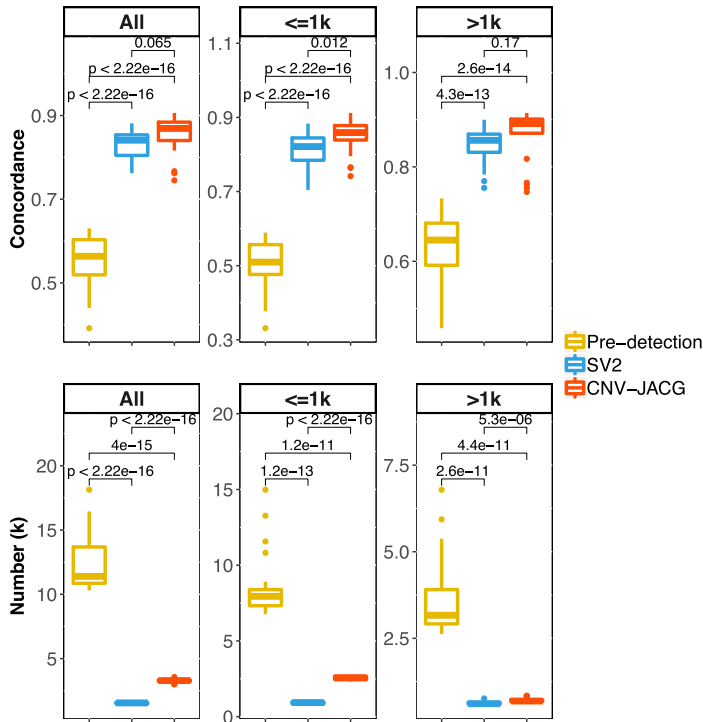 All
<=1k
>1k
Concordance
0.9
0.7
0.5
0.065
p < 2.22e−16
p < 2.22e−16
1.1
0.9
0.7
0.5
0.3
0.012
p < 2.22e−16
p < 2.22e−16
1.0
0.8
0.6
0.17
2.6e−14
4.3e−13
Pre−detection
SV2
CNV−JACG
All
<=1k
>1k
Number (k)
20
15
10
5
p < 2.22e−16
4e−15
p < 2.22e−16
20
15
10
5
0
p < 2.22e−16
1.2e−11
1.2e−13
7.5
5.0
2.5
5.3e−06
4.4e−11
2.6e−11